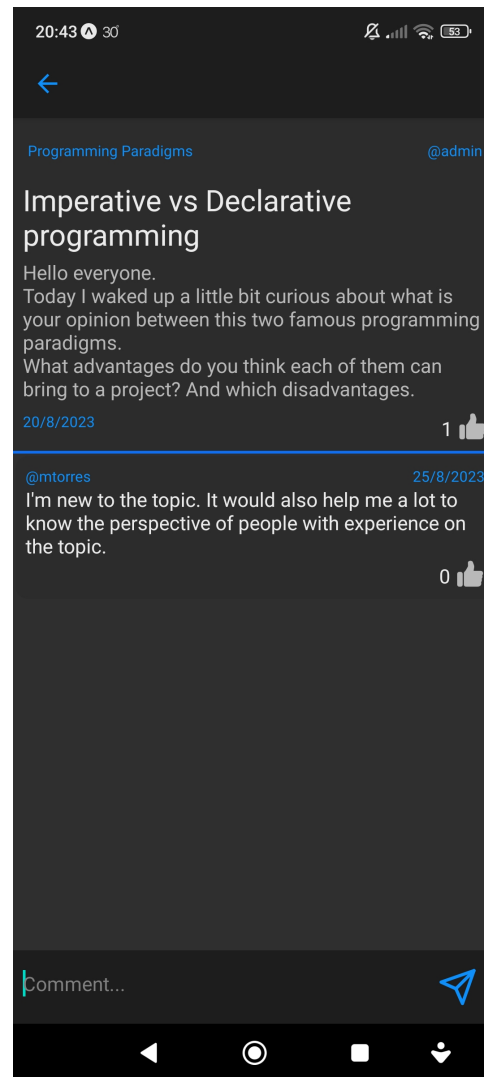 20:43 30°
53
Programming Paradigms @admin
Imperative vs Declarative
programming
Hello everyone.
Today I waked up a little bit curious about what is
your opinion between this two famous programming
paradigms.
What advantages do you think each of them can
bring to a project? And which disadvantages.
20/8/2023 1
@mtorres 25/8/2023
I'm new to the topic. It would also help me a lot to
know the perspective of people with experience on
the topic.
0
Comment...